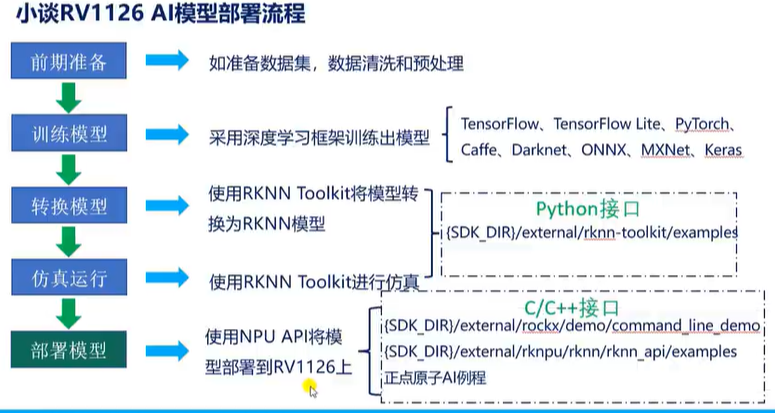 小谈RV1126 AI模型部署流程
前期准备
如准备数据集，数据清洗和预处理
训练模型
采用深度学习框架训练出模型
TensorFlow、TensorFlow Lite、PyTorch、
Caffe、Darknet、ONNX、MXNet、Keras
转换模型
使用RKNN Toolkit将模型转
换为RKNN模型
Python接口
{SDK_DIR}/external/rknn-toolkit/examples
仿真运行
使用RKNN Toolkit进行仿真
C/C++接口
{SDK_DIR}/external/rockx/demo/command_line_demo
{SDK_DIR}/external/rknpu/rknn/rknn_api/examples
正点原子AI例程
部署模型
使用NPU API将模
型部署到RV1126上